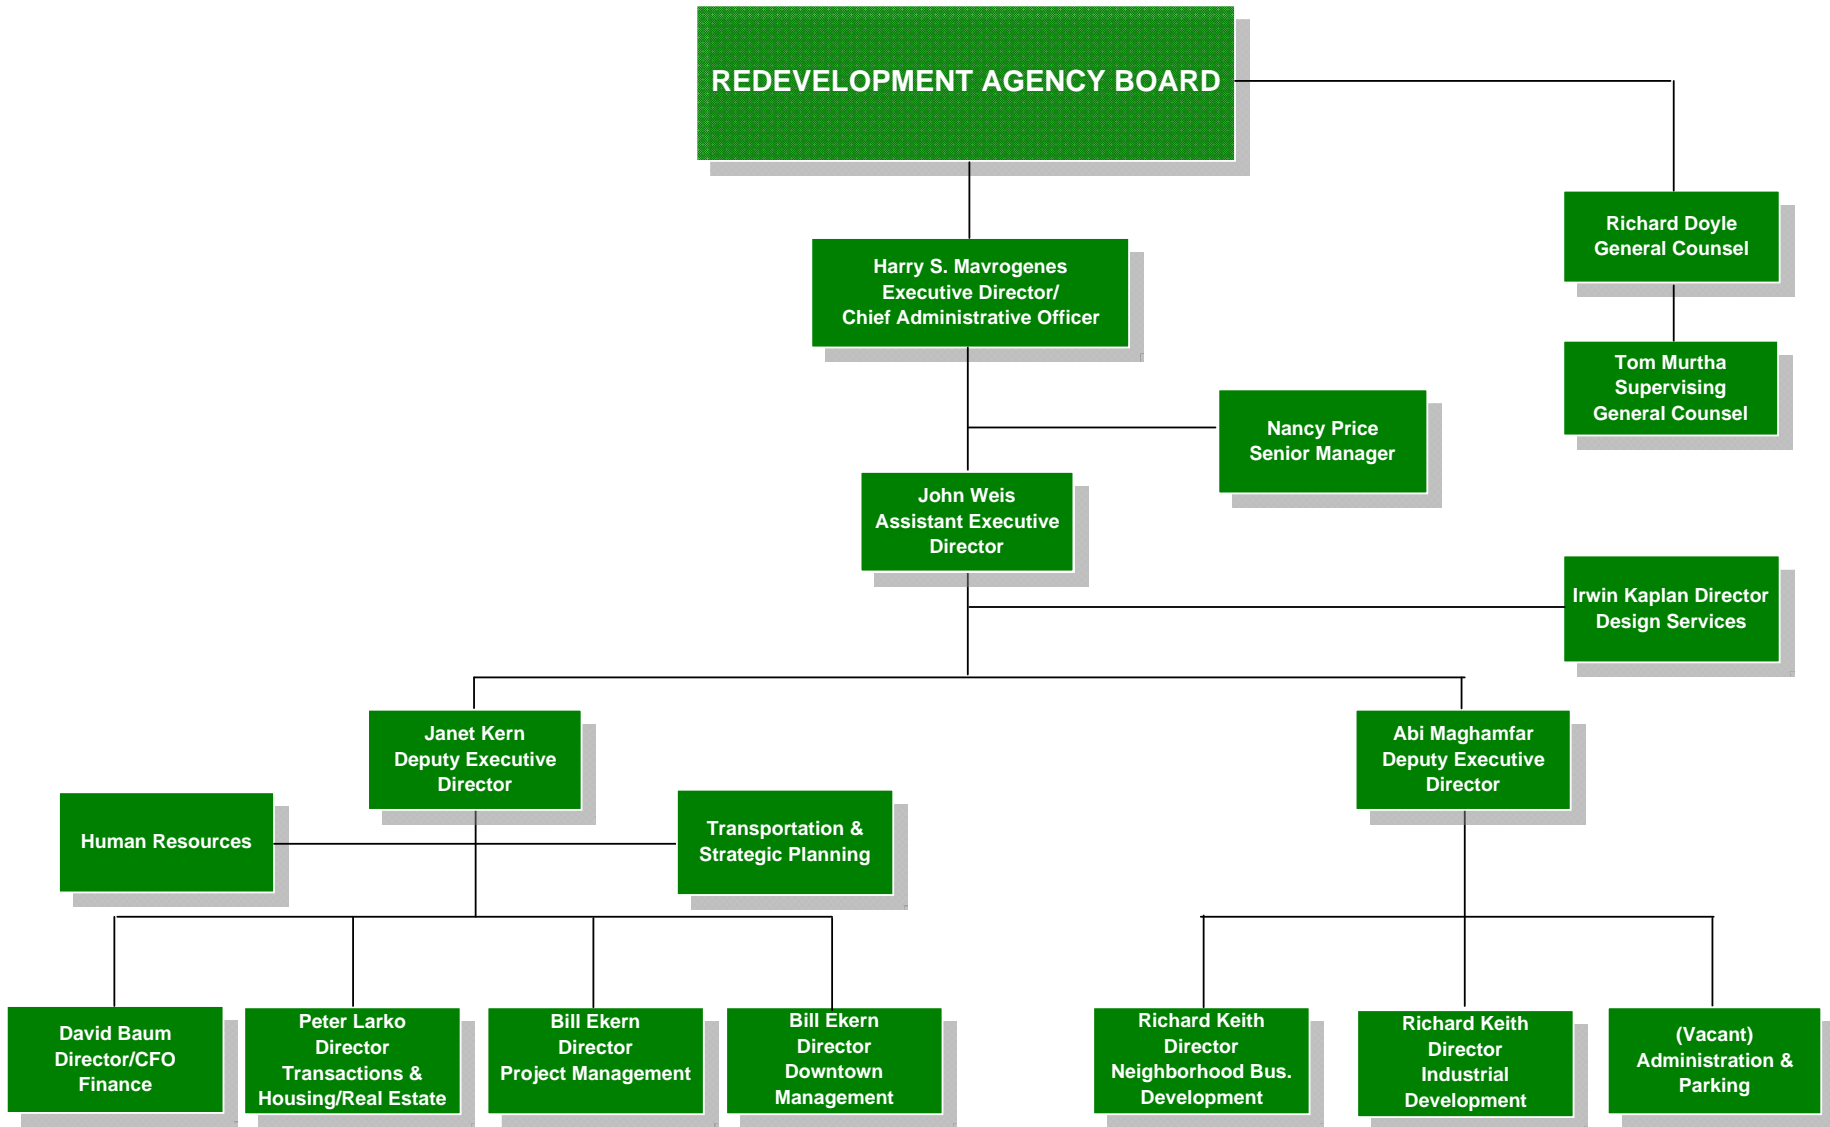 REDEVELOPMENT AGENCY BOARD
Richard Doyle
General Counsel
Harry S. Mavrogenes
Executive Director/
Chief Administrative Officer
Tom Murtha
Supervising
General Counsel
Nancy Price
Senior Manager
John Weis
Assistant Executive
Director
Irwin Kaplan Director
Design Services
Janet Kern
Deputy Executive
Director
Abi Maghamfar
Deputy Executive
Director
Human Resources
Transportation &
Strategic Planning
David Baum
Director/CFO
Finance
Peter Larko
Director
Transactions &
Housing/Real Estate
Bill Ekern
Director
Project Management
Bill Ekern
Director
Downtown
Management
Richard Keith
Director
Neighborhood Bus.
Development
Richard Keith
Director
Industrial
Development
(Vacant)
Administration &
Parking